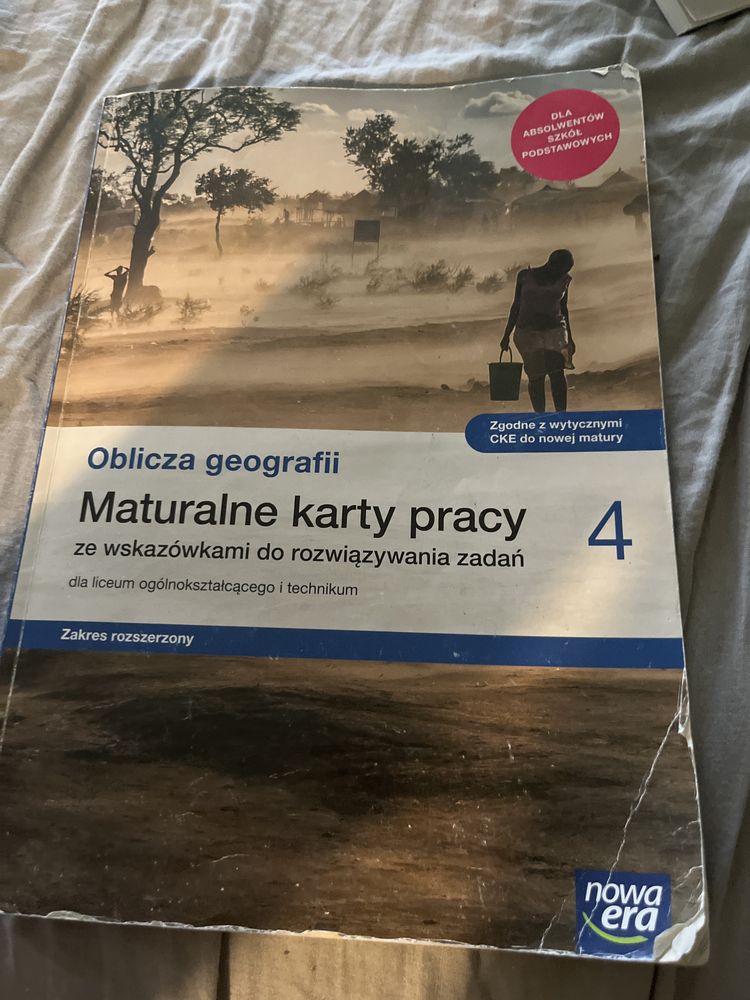 DLA
ABSOLWENTÓW
SZKÓŁ
PODSTAWOWYCH
Zgodne z wytycznymi
CKE do nowej matury
Oblicza geografii
Maturalne karty pracy
4
ze wskazówkami do rozwiązywania zadań
dla liceum ogólnokształcącego i technikum
Zakres rozszerzony
nowa
era